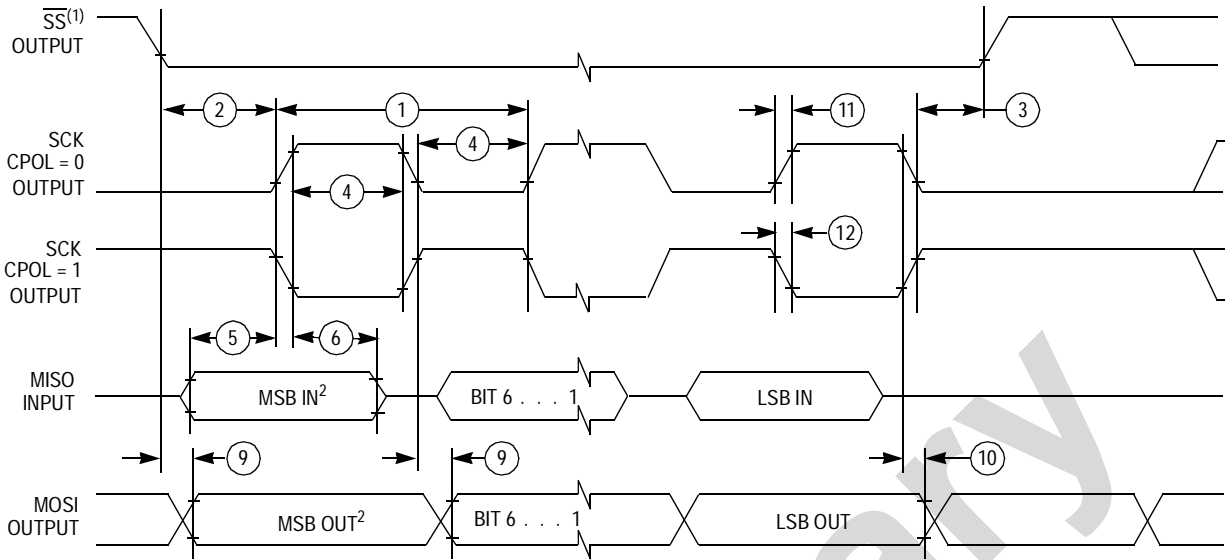 SS(1)
OUTPUT
2
1
11
3
SCK
CPOL = 0
OUTPUT
4
4
SCK
CPOL = 1
OUTPUT
12
5
6
MISO
INPUT
MSB IN2
BIT 6 . . . 1
LSB IN
9
9
10
MOSI
OUTPUT
MSB OUT2
BIT 6 . . . 1
LSB OUT
ary